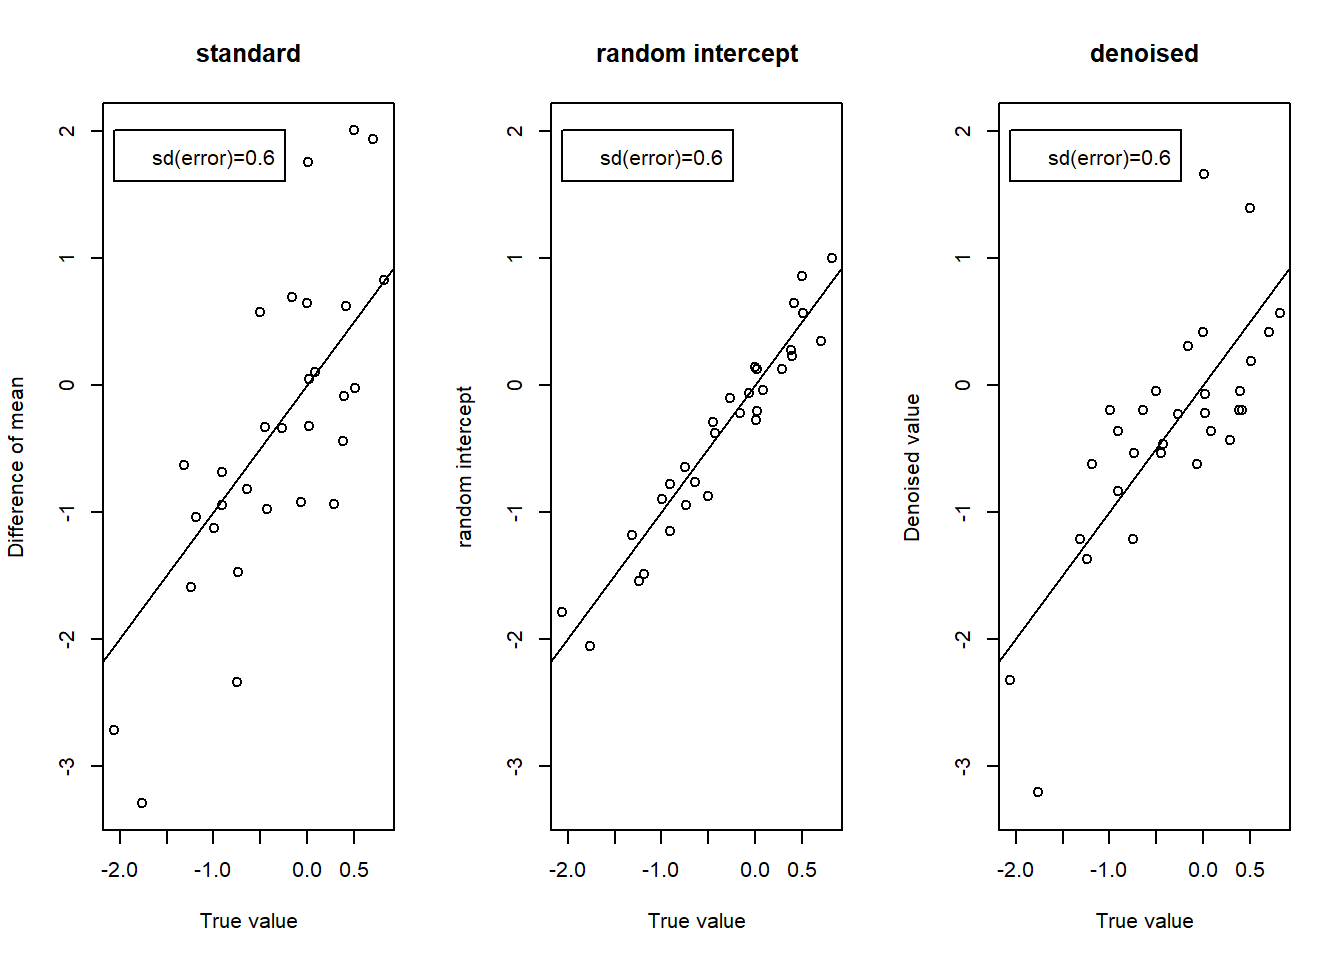 standard
sd(error)=0.6
2
1
0
-1
-2
-3
Difference of mean
-2.0 -1.0 0.0 0.5
True value
random intercept
sd(error)=0.6
2
1
0
-1
-2
-3
random intercept
-2.0 -1.0 0.0 0.5
True value
denoised
sd(error)=0.6
2
1
0
-1
-2
-3
Denoised value
-2.0 -1.0 0.0 0.5
True value